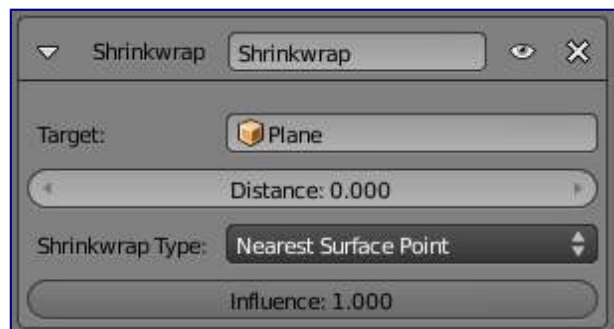 Shrinkwrap Shrinkwrap
Target: Plane
Distance: 0.000
Shrinkwrap Type: Nearest Surface Point
Influence: 1.000